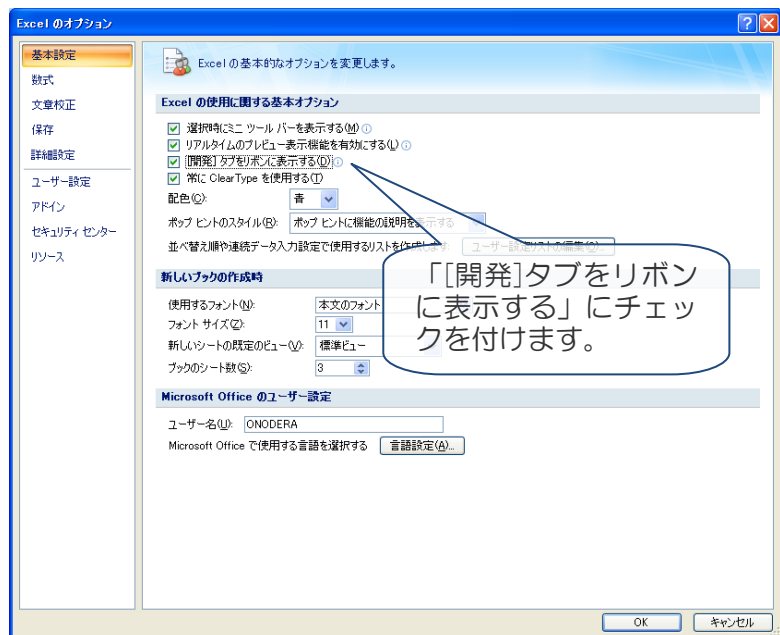 Excel のオプション
基本設定
数式
文章校正
保存
詳細設定
ユーザー設定
アドイン
セキュリティ センター
リソース
Excel の基本的なオプションを変更します。
Excel の使用に関する基本オプション
選択時にミニ ツール バーを表示する(M)
リアルタイムのプレビュー表示機能を有効にする(L)
[開発] タブをリボンに表示する(D)
常に ClearType を使用する(T)
配色(C): 青
ポップ ヒントのスタイル(R): ポップ ヒントに機能の説明を表示する
並べ替え順や連続データ入力設定で使用するリストを作成します: ユーザー設定リストの編集(O)...
「[開発]タブをリボン
に表示する」にチェッ
クを付けます。
新しいブックの作成時
使用するフォント(N): 本文のフォント
フォント サイズ(Z): 11
新しいシートの既定のビュー(V): 標準ビュー
ブックのシート数(S): 3
Microsoft Office のユーザー設定
ユーザー名(U): ONODERA
Microsoft Office で使用する言語を選択する 言語設定(A)...
OK キャンセル